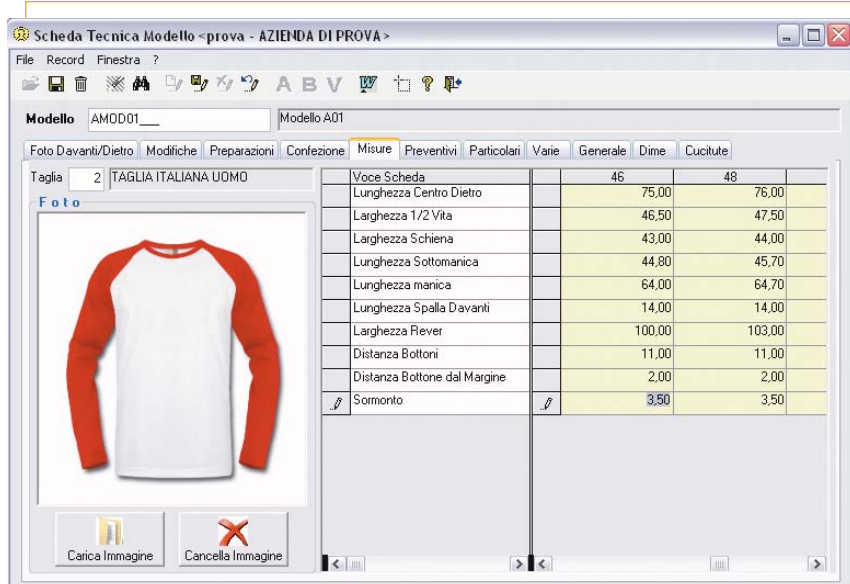 Scheda Tecnica Modello <prova - AZIENDA DI PROVA>
File Record Finestra ?
A B V W ?
Modello AMOD01___ Modello A01
Foto Davanti/Dietro Modifiche Preparazioni Confezione Misure Preventivi Particolari Varie Generale Dime Cucitute
Taglia 2 TAGLIA ITALIANA UOMO
Foto
Voce Scheda 46 48
Lunghezza Centro Dietro 75,00 76,00
Larghezza 1/2 Vita 46,50 47,50
Larghezza Schiena 43,00 44,00
Lunghezza Sottomanica 44,80 45,70
Lunghezza manica 64,00 64,70
Lunghezza Spalla Davanti 14,00 14,00
Larghezza Rever 100,00 103,00
Distanza Bottoni 11,00 11,00
Distanza Bottone dal Margine 2,00 2,00
Sormonto 3,50 3,50
Carica Immagine Cancella Immagine